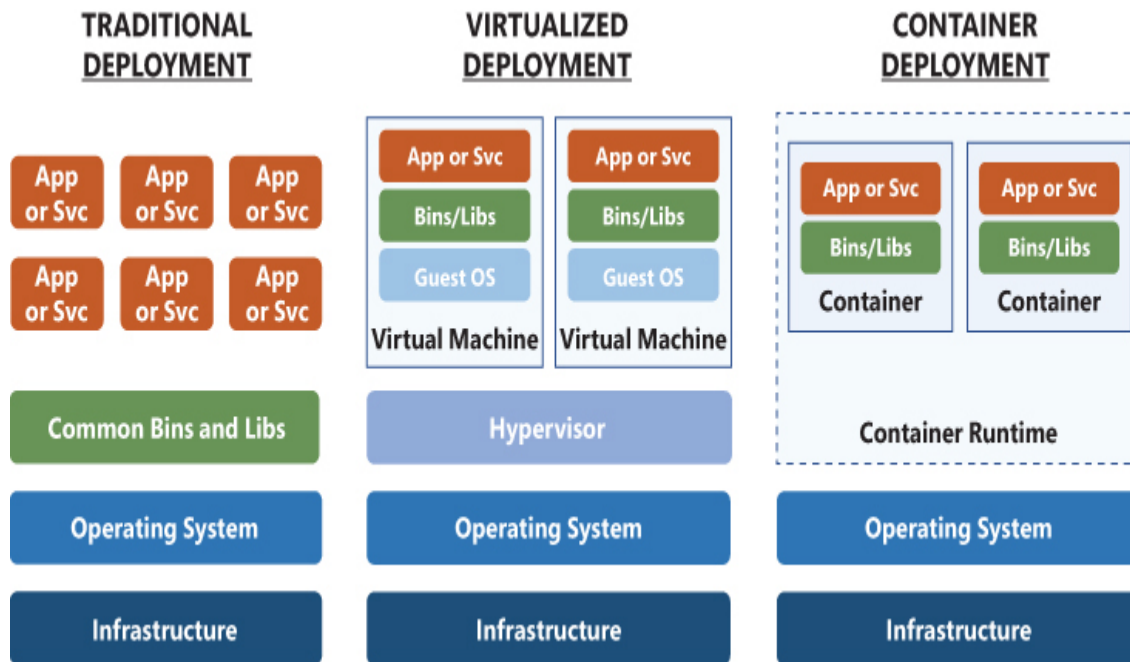 TRADITIONAL
DEPLOYMENT
App
or Svc
App
or Svc
App
or Svc
App
or Svc
App
or Svc
App
or Svc
Common Bins and Libs
Operating System
Infrastructure
VIRTUALIZED
DEPLOYMENT
App or Svc
Bins/Libs
Guest OS
Virtual Machine
App or Svc
Bins/Libs
Guest OS
Virtual Machine
Hypervisor
Operating System
Infrastructure
CONTAINER
DEPLOYMENT
App or Svc
Bins/Libs
Container
App or Svc
Bins/Libs
Container
Container Runtime
Operating System
Infrastructure